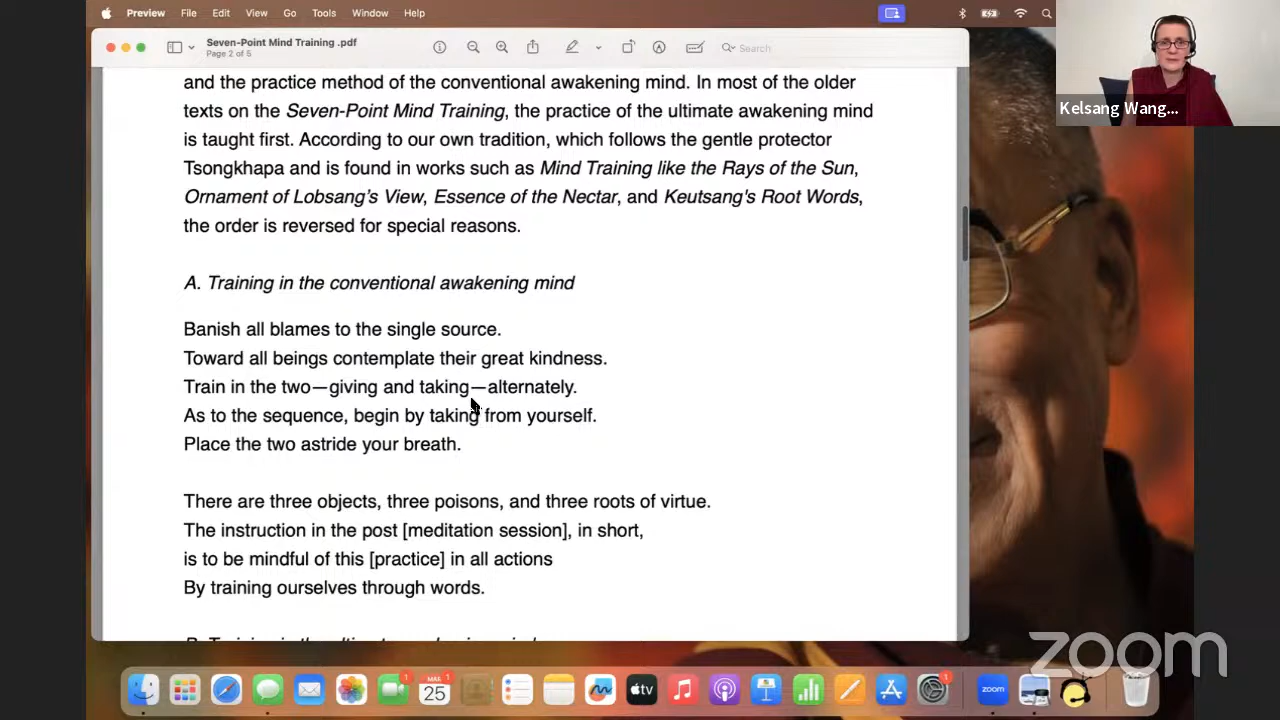 Preview File Edit View Go Tools Window Help
Seven-Point Mind Training .pdf
Page 2 of 5
Search
Kelsang Wang...
and the practice method of the conventional awakening mind. In most of the older
texts on the Seven-Point Mind Training, the practice of the ultimate awakening mind
is taught first. According to our own tradition, which follows the gentle protector
Tsongkhapa and is found in works such as Mind Training like the Rays of the Sun,
Ornament of Lobsang’s View, Essence of the Nectar, and Keutsang's Root Words,
the order is reversed for special reasons.
A. Training in the conventional awakening mind
Banish all blames to the single source.
Toward all beings contemplate their great kindness.
Train in the two—giving and taking—alternately.
As to the sequence, begin by taking from yourself.
Place the two astride your breath.
There are three objects, three poisons, and three roots of virtue.
The instruction in the post [meditation session], in short,
is to be mindful of this [practice] in all actions
By training ourselves through words.
zoom
MAR 1
25
1
tv
zoom
1